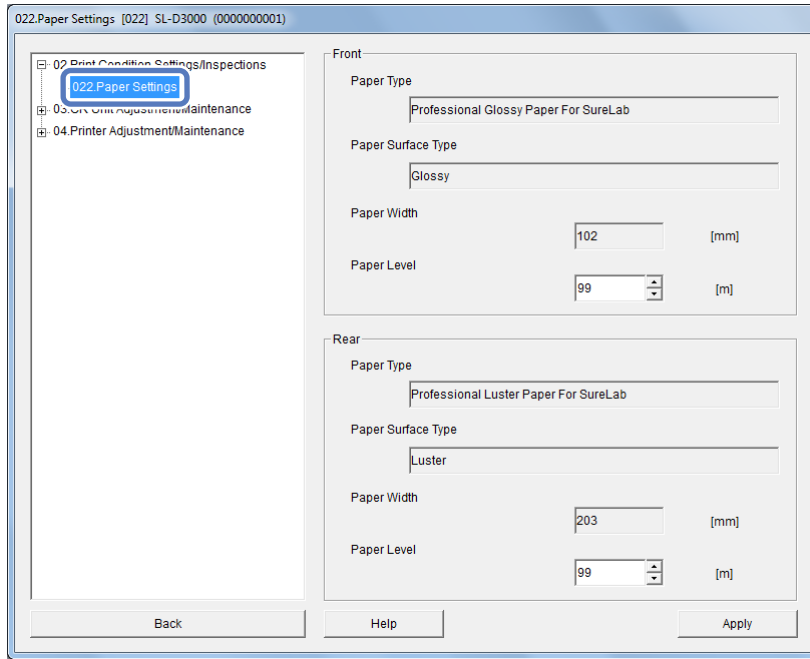 022.Paper Settings [022] SL-D3000 (0000000001)
02.Print Condition Settings/Inspections
022.Paper Settings
03.CR Unit Adjustment/Maintenance
04.Printer Adjustment/Maintenance
Front
Paper Type
Professional Glossy Paper For SureLab
Paper Surface Type
Glossy
Paper Width
102 [mm]
Paper Level
99 [m]
Rear
Paper Type
Professional Luster Paper For SureLab
Paper Surface Type
Luster
Paper Width
203 [mm]
Paper Level
99 [m]
Back
Help
Apply